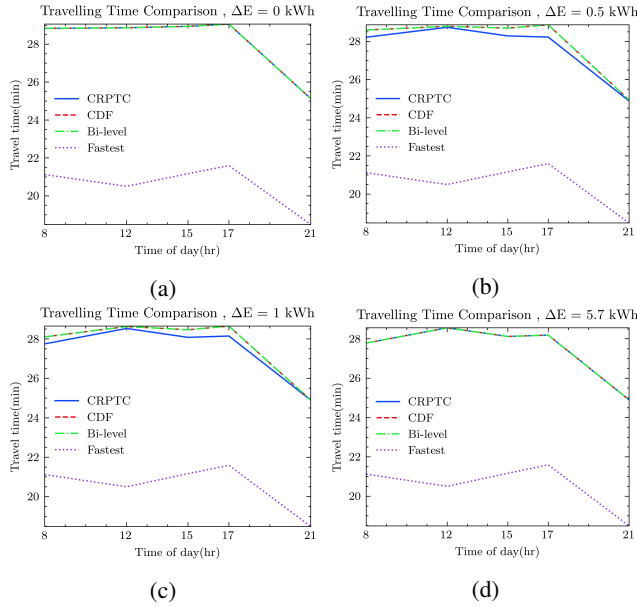 Travelling Time Comparison , ΔE = 0 kWh
28
26
24
22
20
Travel time(min)
CRPTC
CDF
Bi-level
Fastest
8
12
15
17
21
Time of day(hr)
(a)
Travelling Time Comparison , ΔE = 0.5 kWh
28
26
24
22
20
Travel time(min)
CRPTC
CDF
Bi-level
Fastest
8
12
15
17
21
Time of day(hr)
(b)
Travelling Time Comparison , ΔE = 1 kWh
28
26
24
22
20
Travel time(min)
CRPTC
CDF
Bi-level
Fastest
8
12
15
17
21
Time of day(hr)
(c)
Travelling Time Comparison , ΔE = 5.7 kWh
28
26
24
22
20
Travel time(min)
CRPTC
CDF
Bi-level
Fastest
8
12
15
17
21
Time of day(hr)
(d)